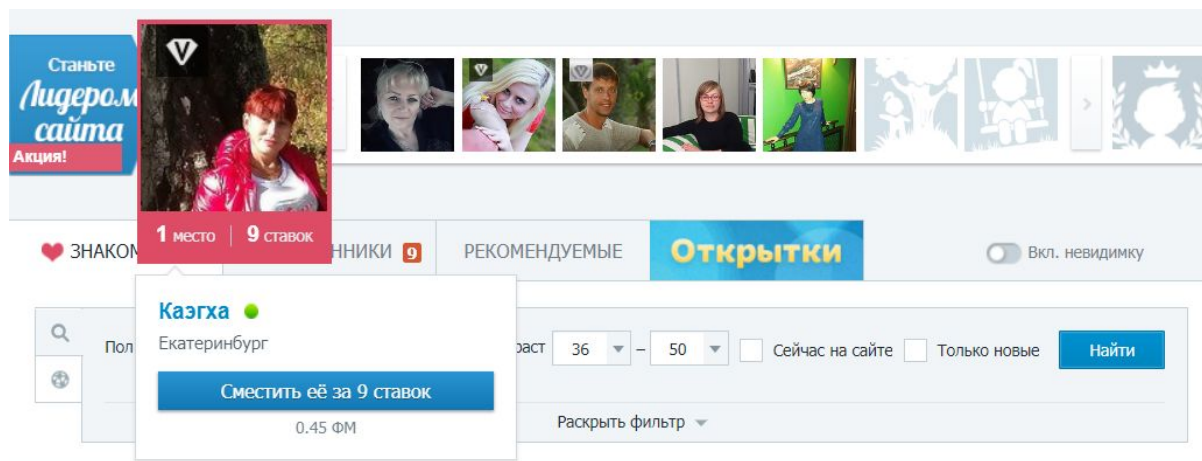 Станьте
Лидером
сайта
Акция!
1 место | 9 ставок
ЗНАКОМ
ННИКИ 9
РЕКОМЕНДУЕМЫЕ
Открытки
Вкл. невидимку
Каэгха
Екатеринбург
Сместить её за 9 ставок
0.45 ФМ
Пол
раст 36 – 50
Сейчас на сайте
Только новые
Найти
Раскрыть фильтр